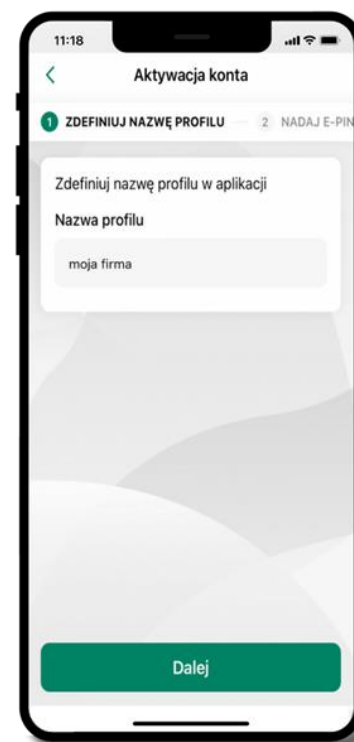 11:18
Aktywacja konta
1 ZDEFINIUJ NAZWĘ PROFILU 2 NADAJ E-PIN
Zdefiniuj nazwę profilu w aplikacji
Nazwa profilu
moja firma
Dalej